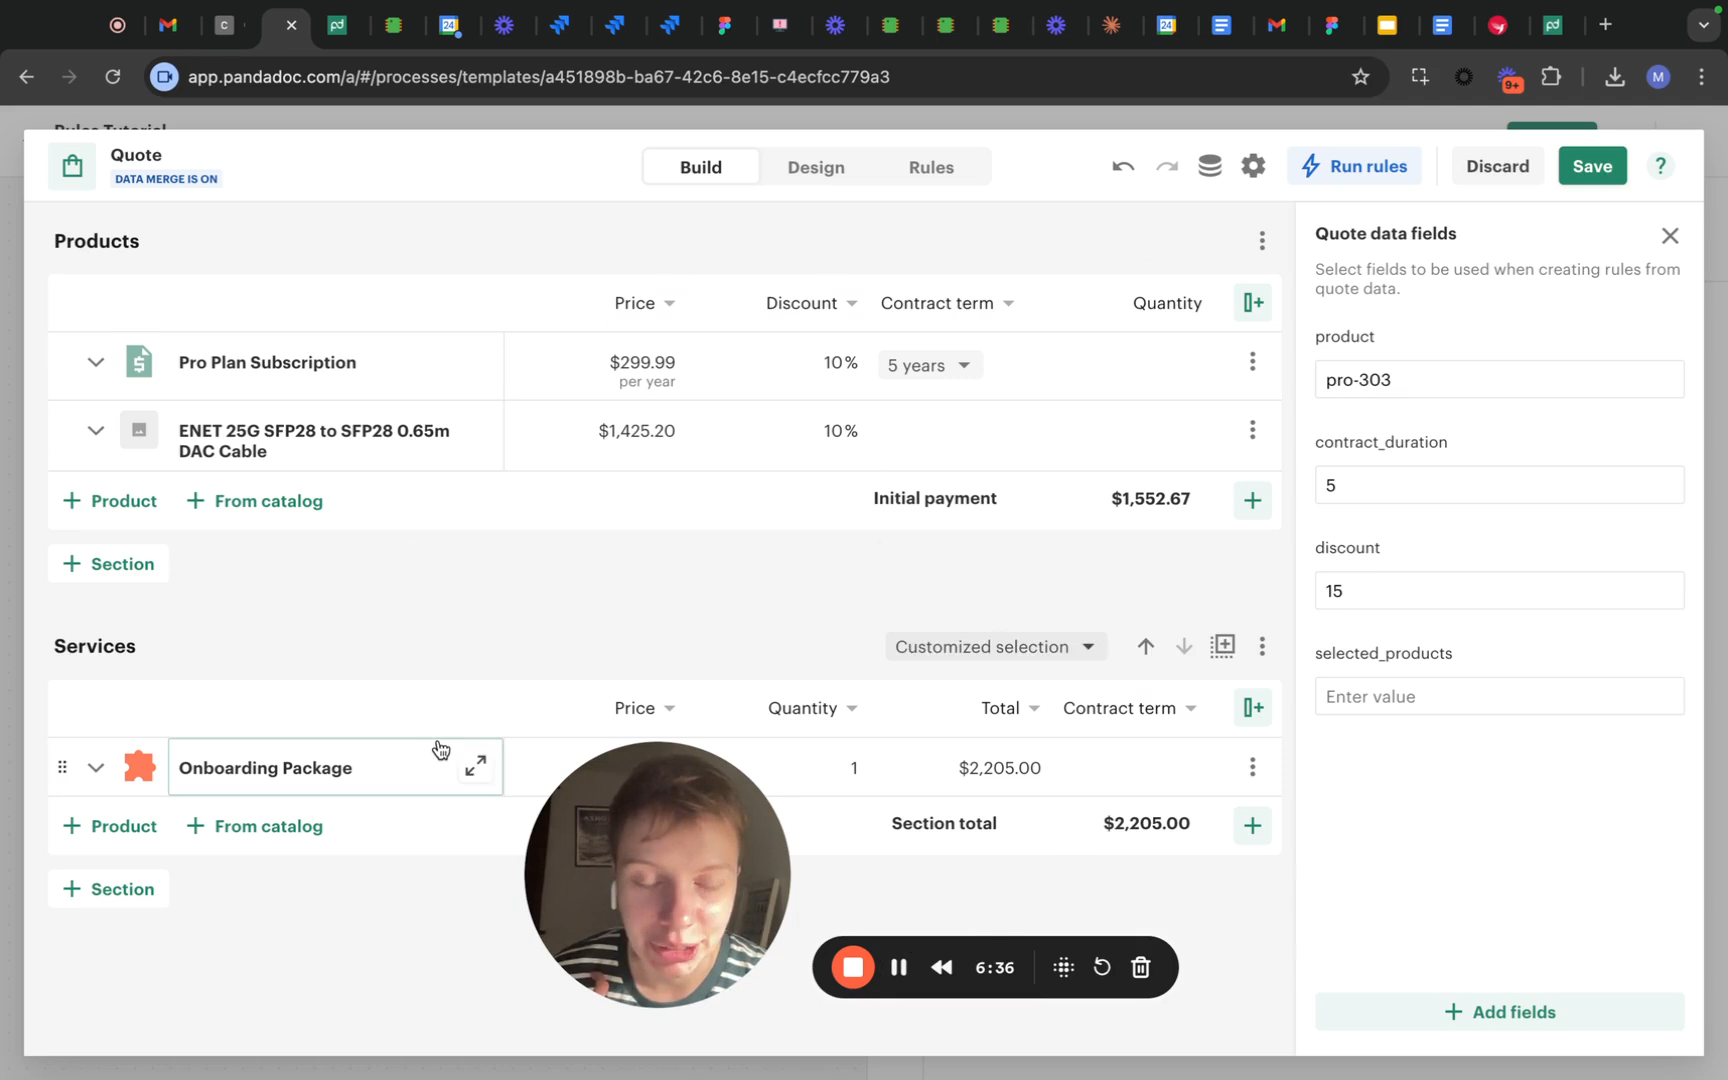 app.pandadoc.com/a/#/processes/templates/a451898b-ba67-42c6-8e15-c4ecfcc779a3
9+
M
Rules Tutorial
Quote
DATA MERGE IS ON
Build
Design
Rules
Run rules
Discard
Save
?
Products
Price
Discount
Contract term
Quantity
Pro Plan Subscription
$299.99
per year
10%
5 years
ENET 25G SFP28 to SFP28 0.65m
DAC Cable
$1,425.20
10%
Product
From catalog
Initial payment
$1,552.67
Section
Services
Customized selection
Price
Quantity
Total
Contract term
Onboarding Package
1
$2,205.00
Product
From catalog
Section total
$2,205.00
Section
Quote data fields
Select fields to be used when creating rules from
quote data.
product
pro-303
contract_duration
5
discount
15
selected_products
Enter value
Add fields
6:36